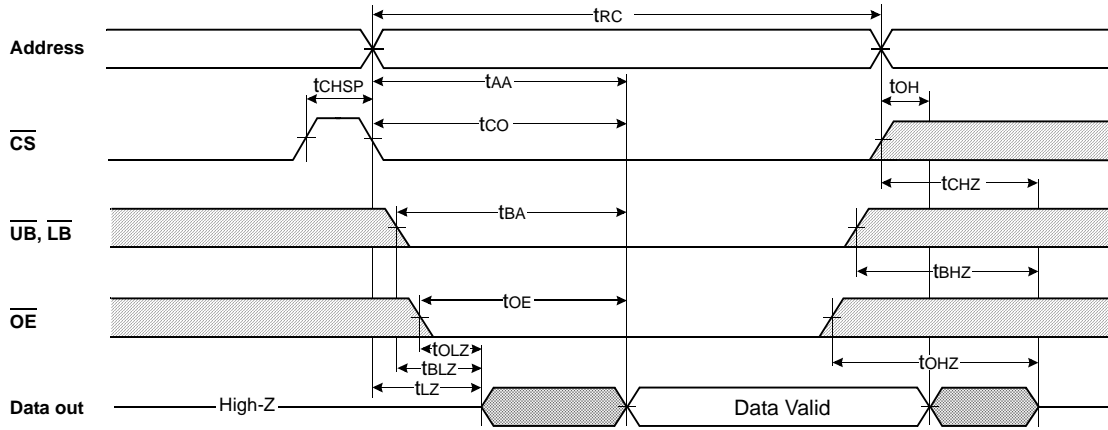 tRC
Address
tCHSP
tAA
tOH
tCO
CS
tCHZ
tBA
UB, LB
tBHZ
tOE
OE
tOLZ
tBLZ
tOHZ
tLZ
Data out
High-Z
Data Valid